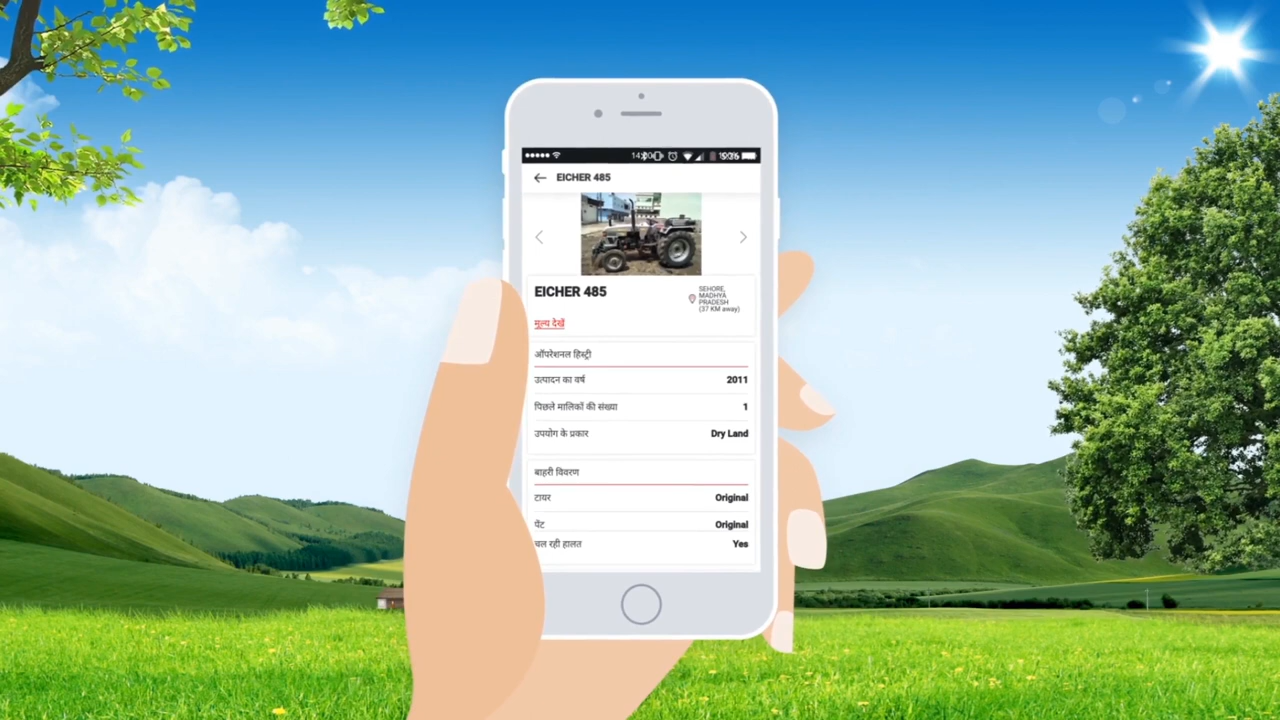 EICHER 485
EICHER 485
SEHORE,
MADHYA
PRADESH
(37 KM away)
मूल्य देखें
ऑपरेशनल हिस्ट्री
उत्पादन का वर्ष 2011
पिछले मालिकों की संख्या 1
उपयोग के प्रकार Dry Land
बाहरी विवरण
टायर Original
पेंट Original
चल रही हालत Yes